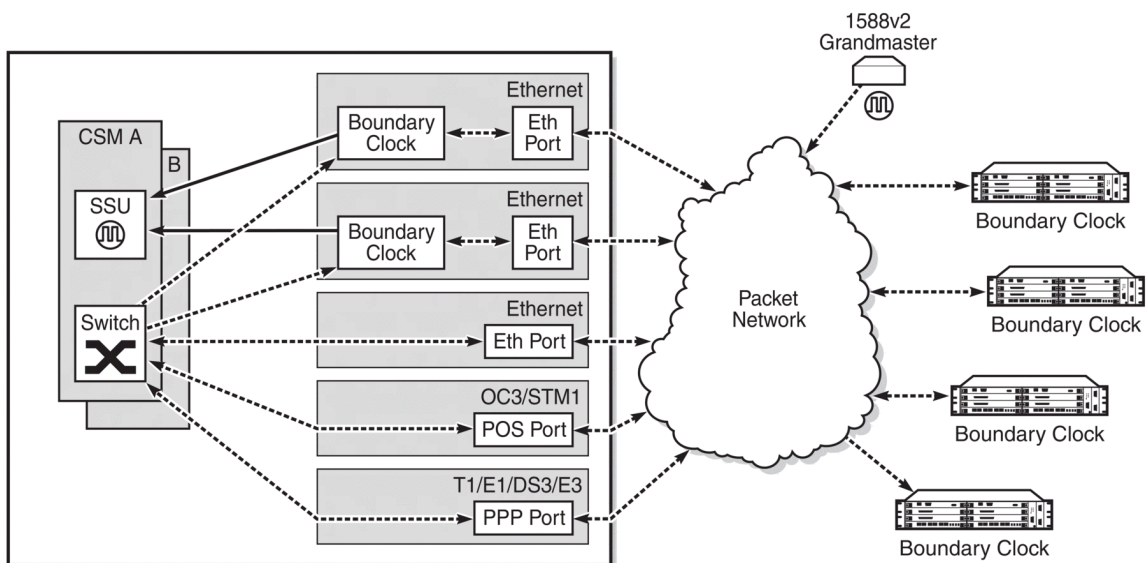 1588v2
Grandmaster
CSM A
B
SSU
Switch
Ethernet
Boundary
Clock
Eth
Port
Ethernet
Boundary
Clock
Eth
Port
Ethernet
Eth Port
OC3/STM1
POS Port
T1/E1/DS3/E3
PPP Port
Packet
Network
Boundary Clock
Boundary Clock
Boundary Clock
Boundary Clock